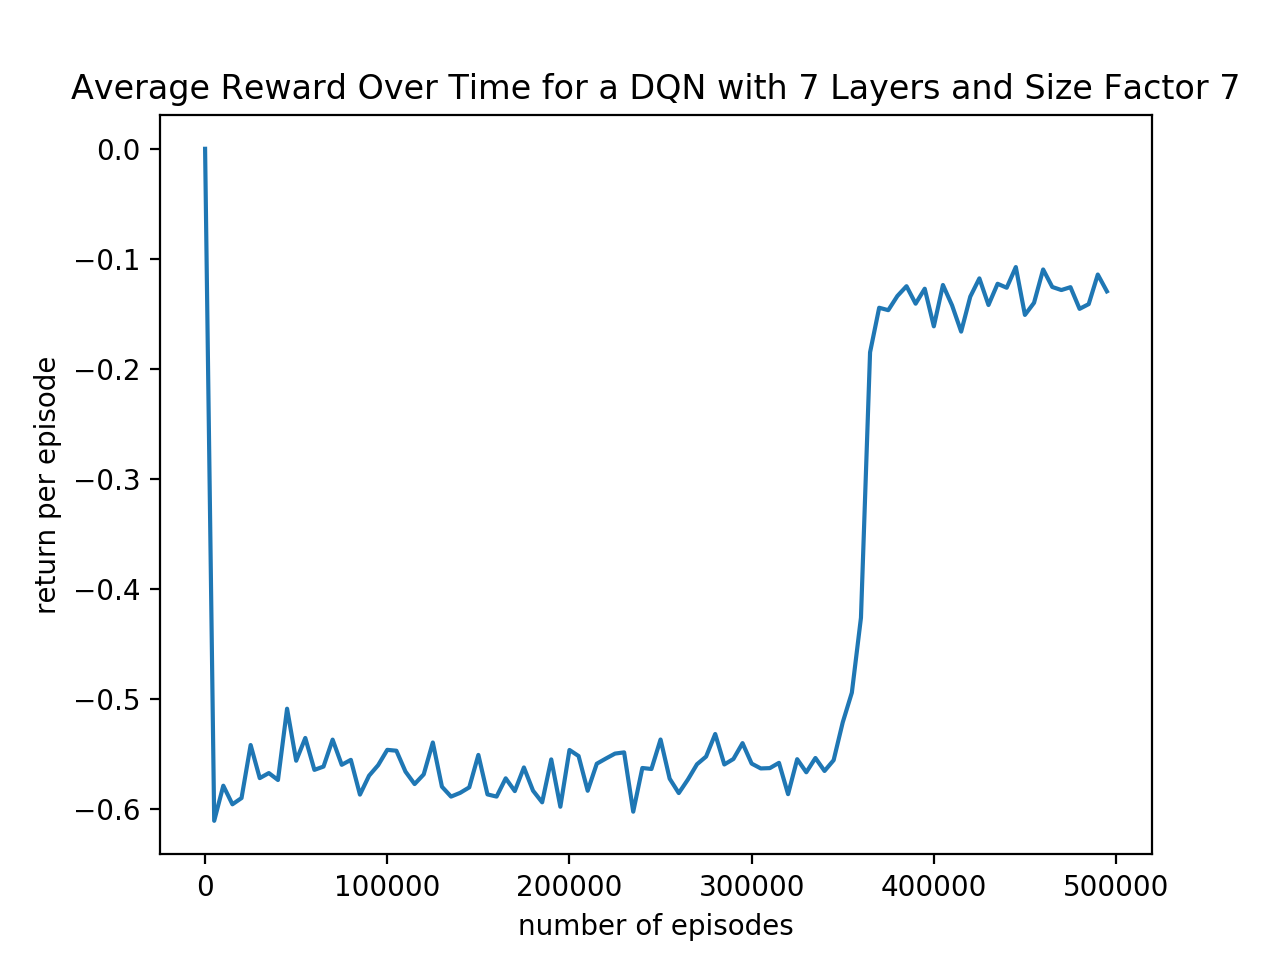 Average Reward Over Time for a DQN with 7 Layers and Size Factor 7
0.0
−0.1
−0.2
−0.3
−0.4
−0.5
−0.6
return per episode
0 100000 200000 300000 400000 500000
number of episodes